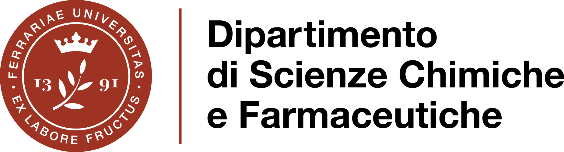 FERRARIAE UNIVERSITAS
13 91
EX LABORE FRUCTUS
Dipartimento
di Scienze Chimiche
e Farmaceutiche